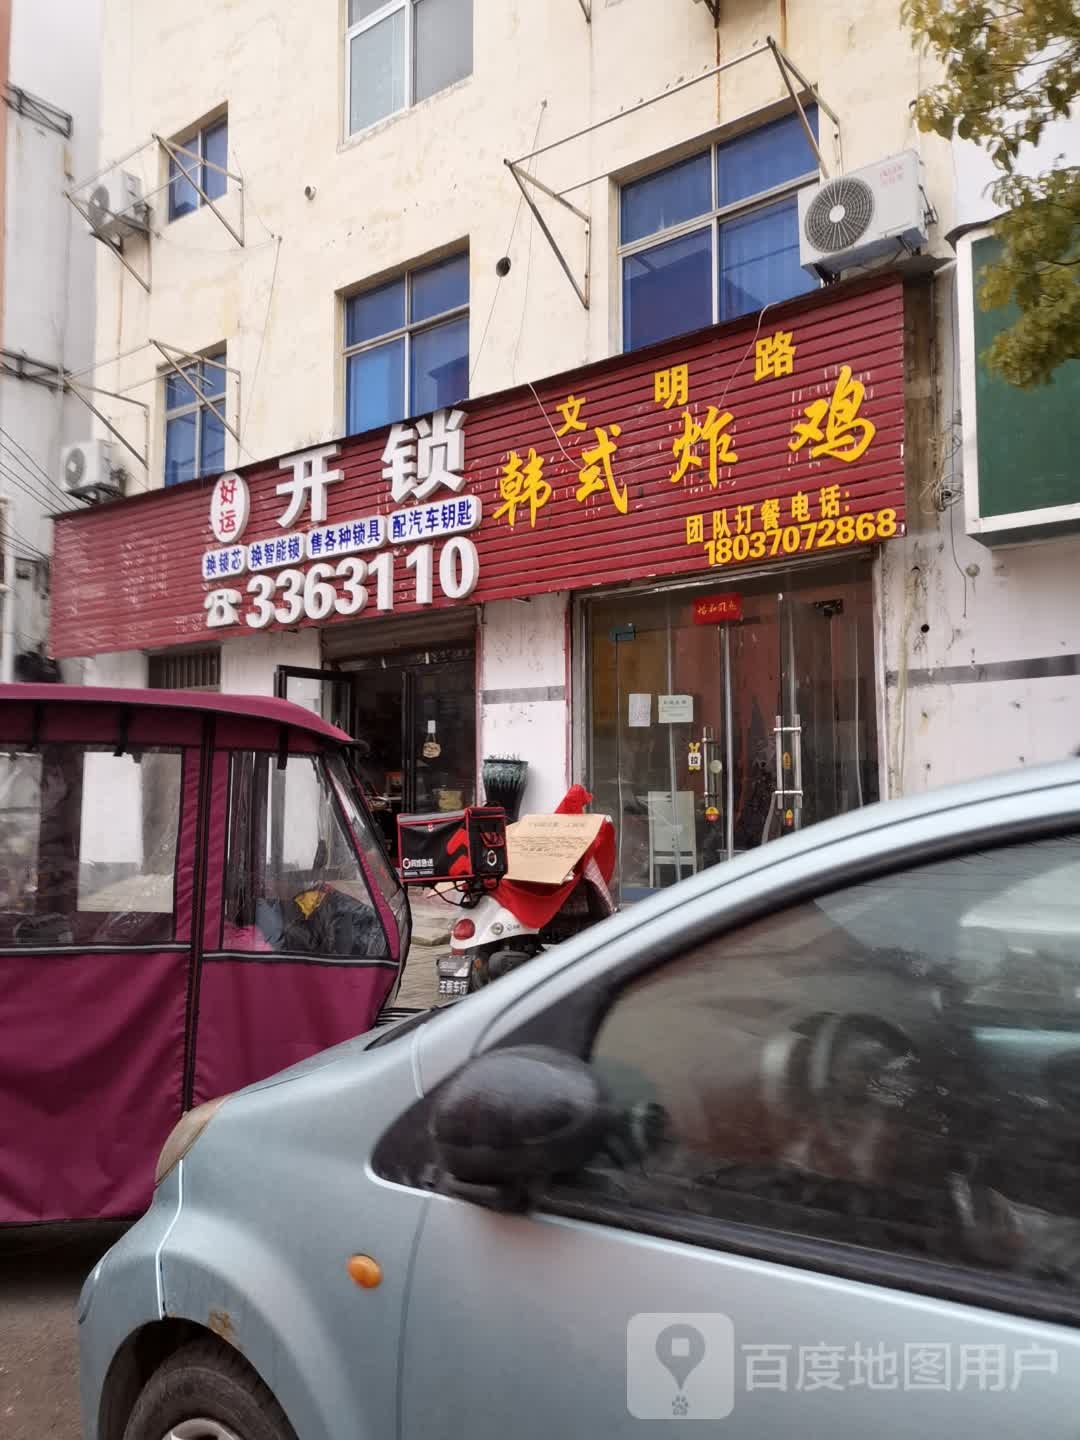 好运
开锁
换锁芯 换智能锁 售各种锁具 配汽车钥匙
☎3363110
文明路
韩式炸鸡
团队订餐电话:
18037072868
百度地图用户